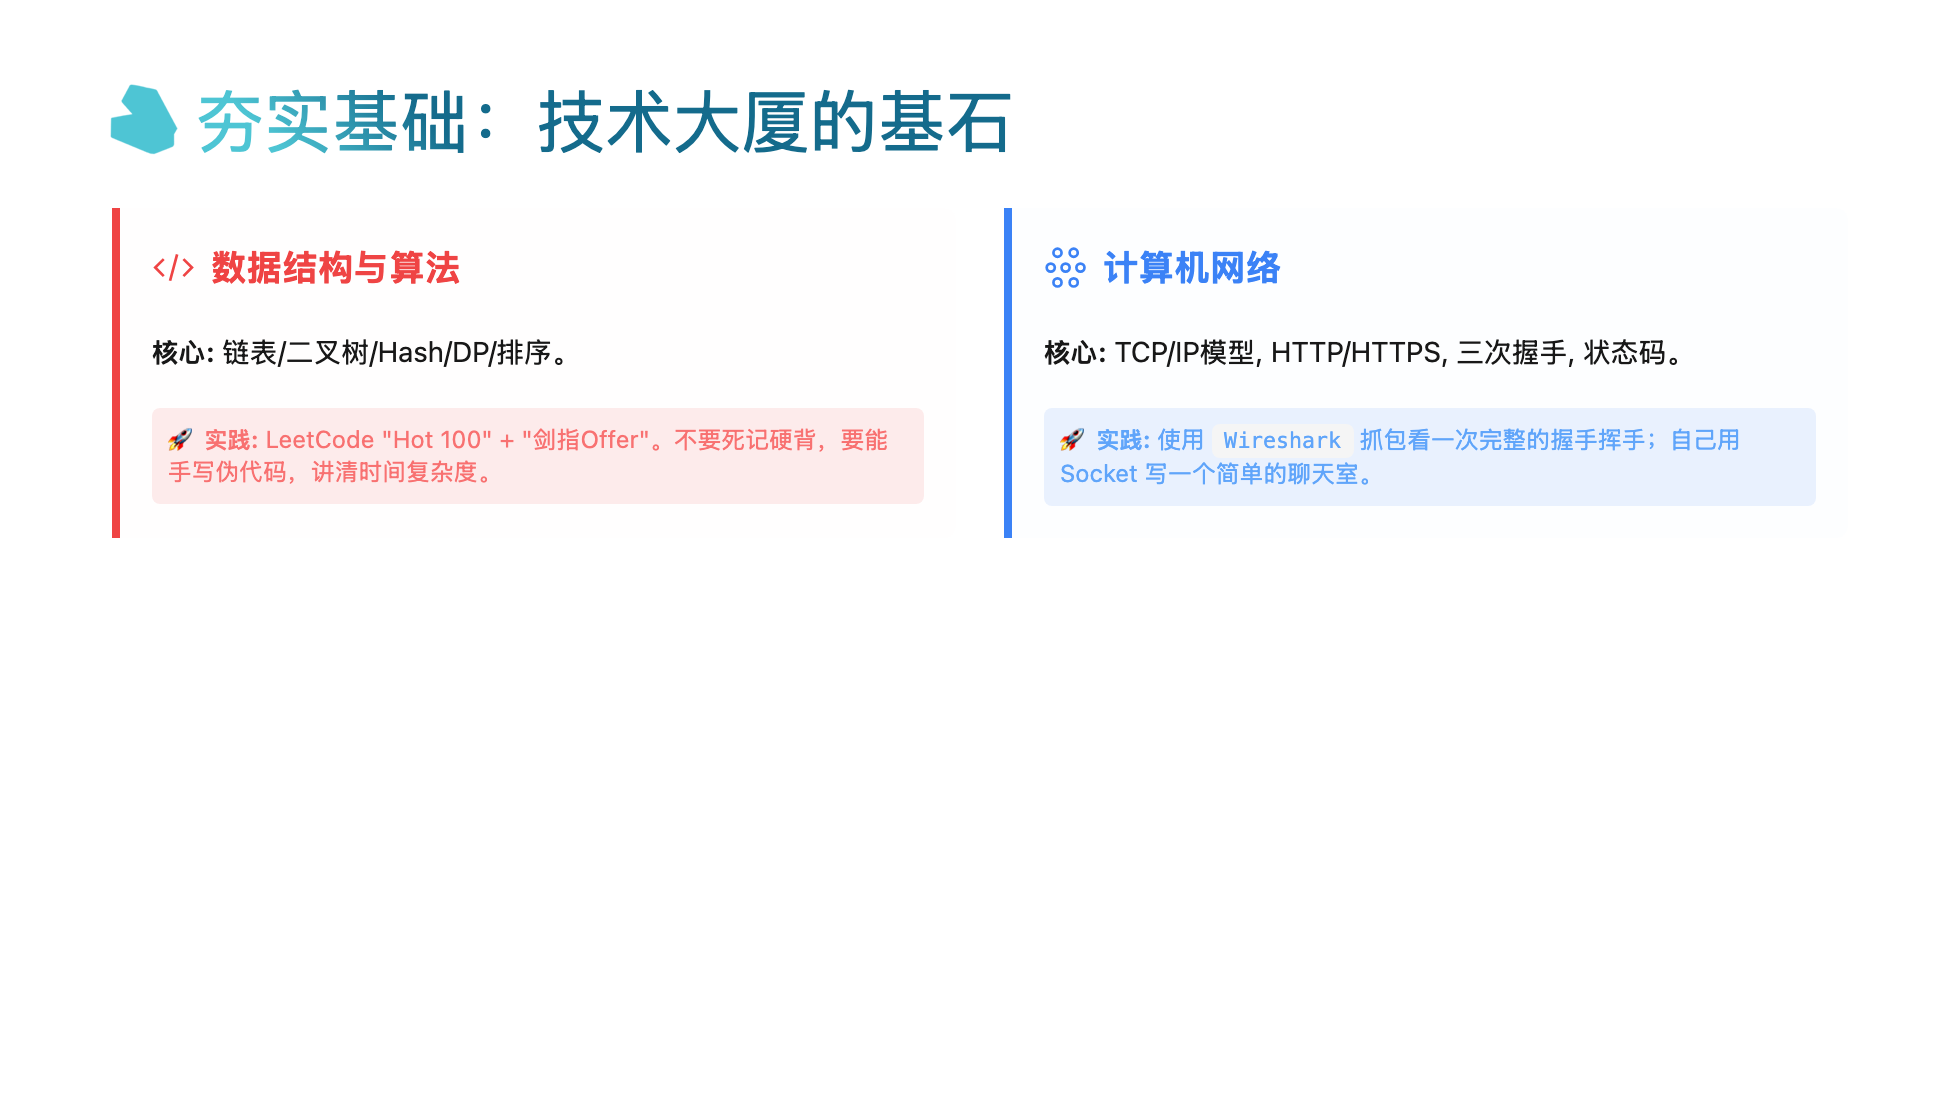 夯实基础：技术大厦的基石
</> 数据结构与算法
核心: 链表/二叉树/Hash/DP/排序。
🚀 实践: LeetCode "Hot 100" + "剑指Offer"。不要死记硬背，要能
手写伪代码，讲清时间复杂度。
计算机网络
核心: TCP/IP模型, HTTP/HTTPS, 三次握手, 状态码。
🚀 实践: 使用 Wireshark 抓包看一次完整的握手挥手；自己用
Socket 写一个简单的聊天室。